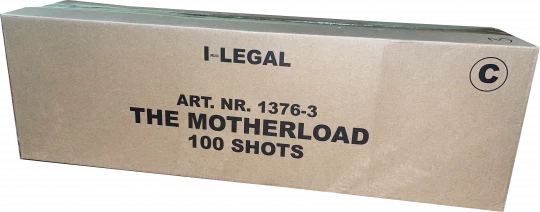 I-LEGAL
C
ART. NR. 1376-3
THE MOTHERLOAD
100 SHOTS